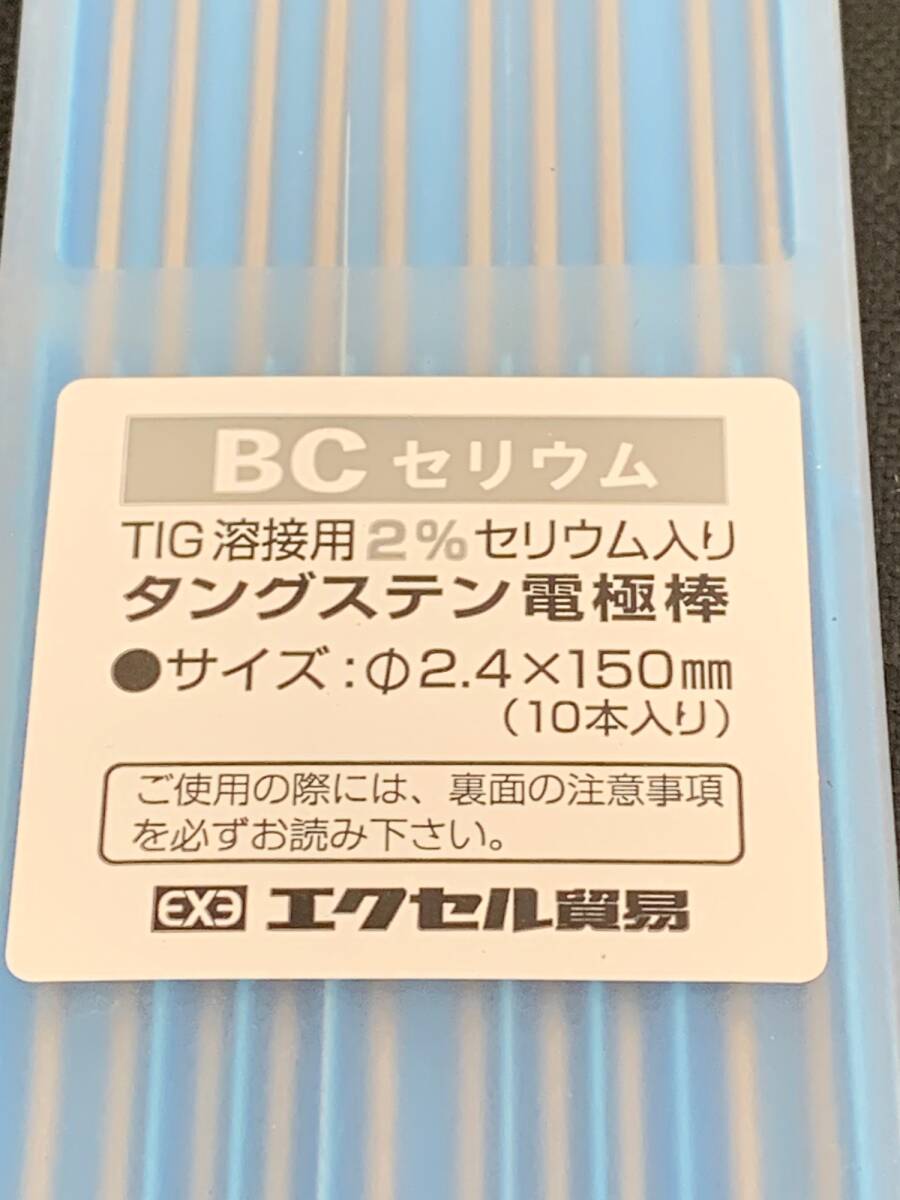 BC セリウム
TIG溶接用2%セリウム入り
タングステン電極棒
●サイズ:φ2.4×150㎜
(10本入り)
ご使用の際には、裏面の注意事項
を必ずお読み下さい。
EXE エクセル貿易